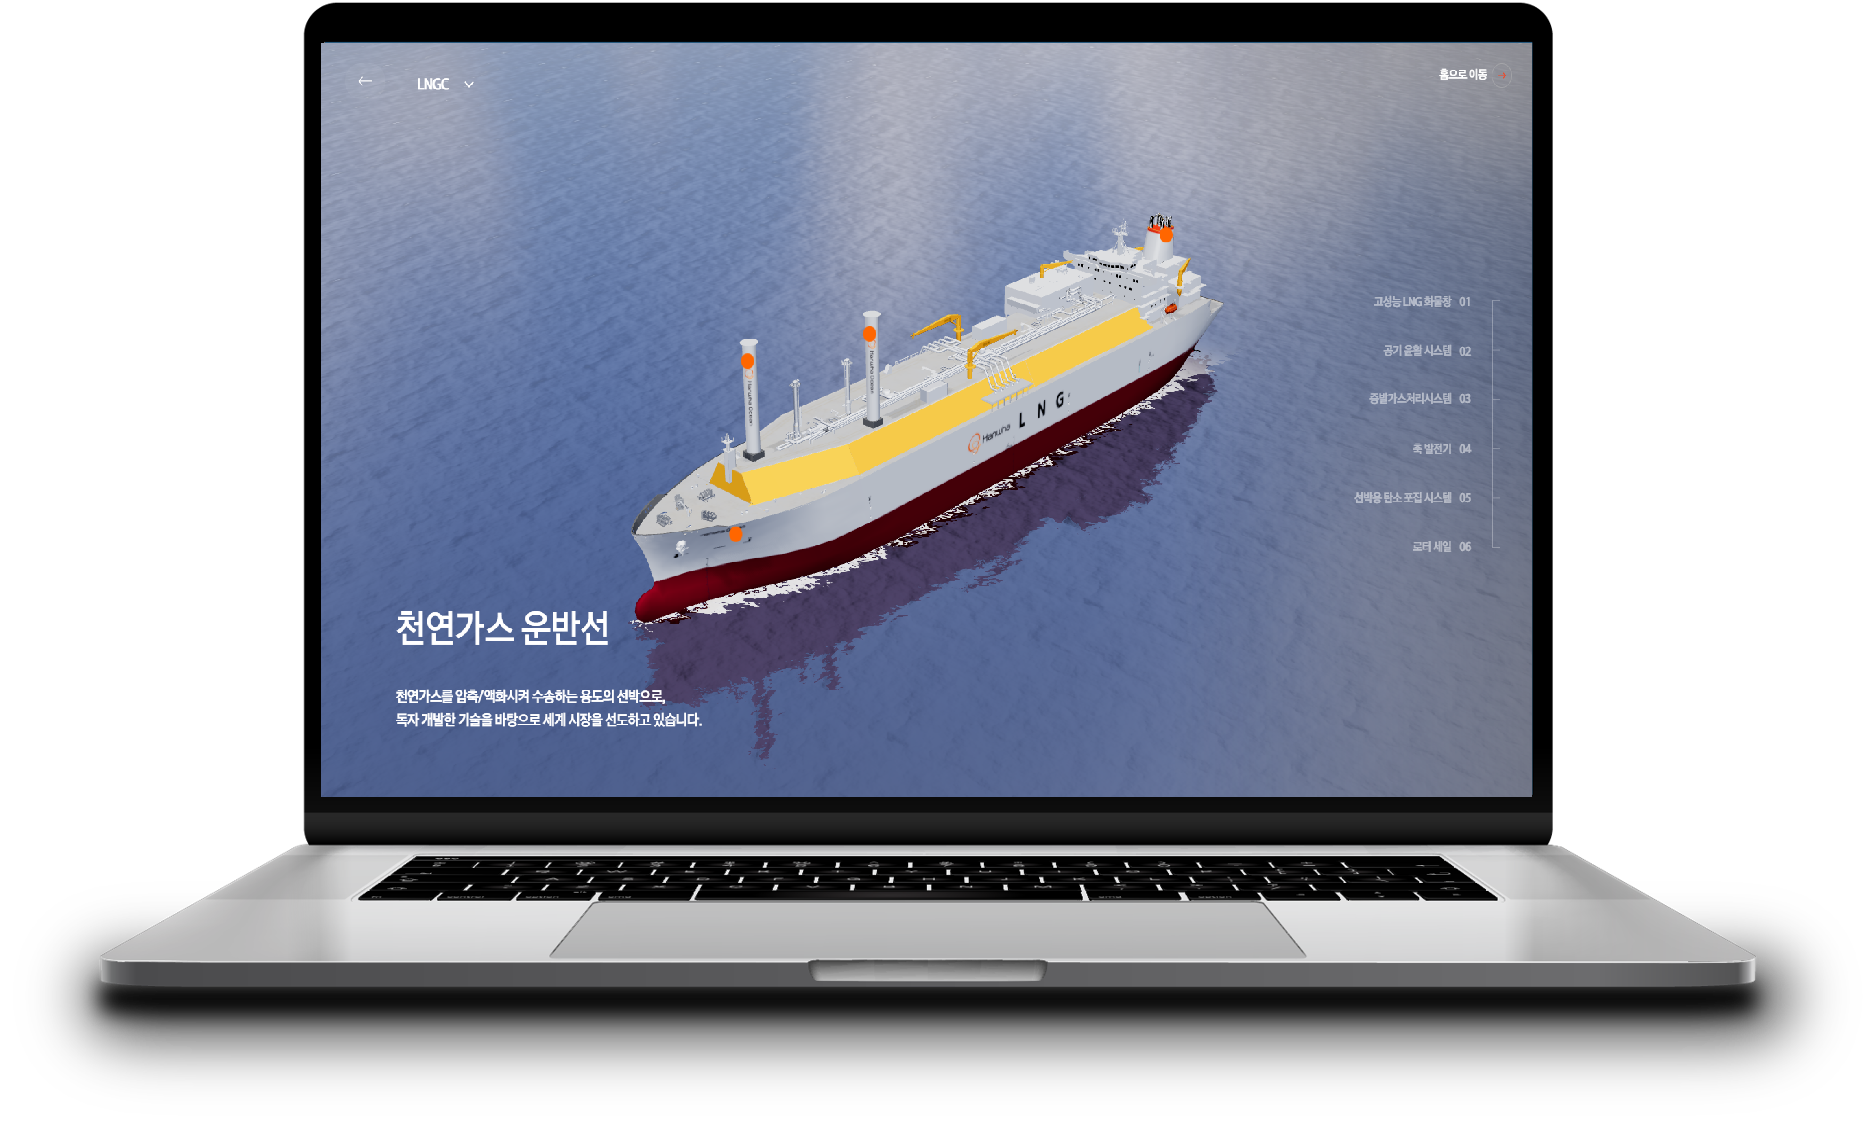 LNGC
홈으로 이동
고성능 LNG 화물창 01
공기 윤활 시스템 02
증발가스처리시스템 03
축 발전기 04
선박용 탄소 포집 시스템 05
로터 세일 06
Hanwha Ocean
Hanwha Ocean
Hanwha
LNG
천연가스 운반선
천연가스를 압축/액화시켜 수송하는 용도의 선박으로,
독자 개발한 기술을 바탕으로 세계 시장을 선도하고 있습니다.